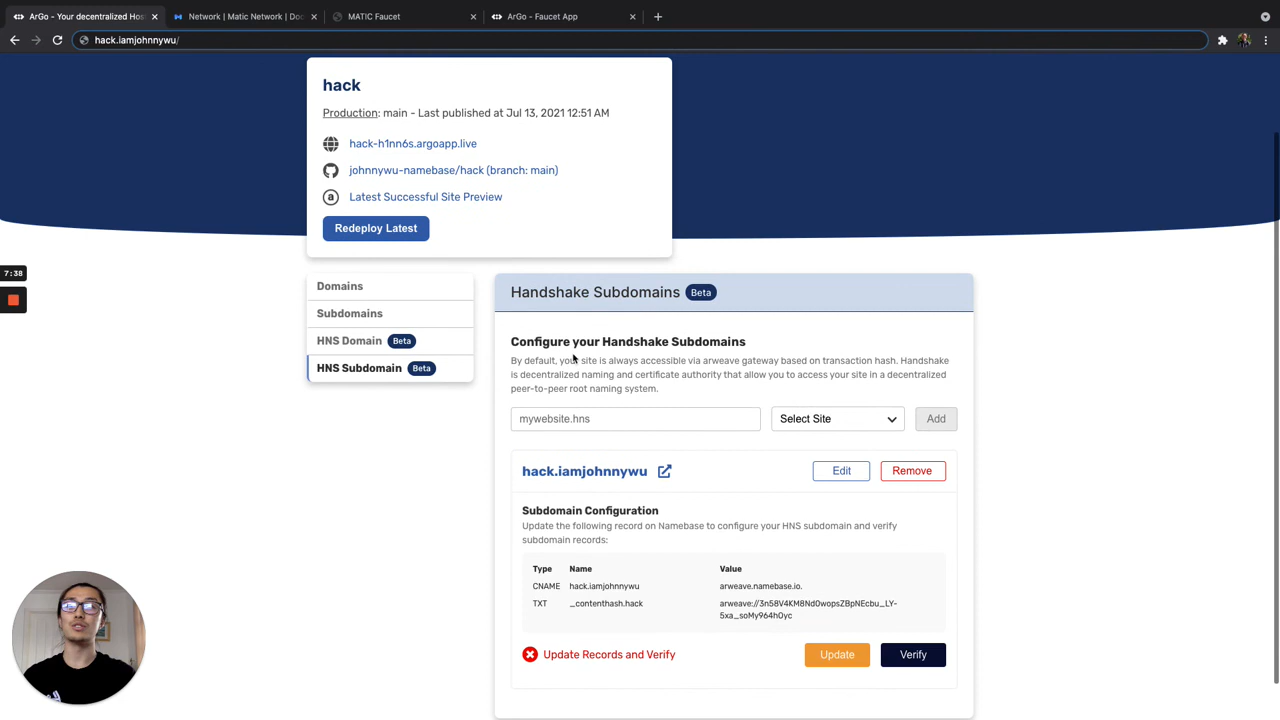 ArGo - Your decentralized Hos
Network | Matic Network | Doc
MATIC Faucet
ArGo - Faucet App
hack.iamjohnnywu/
hack
Production: main - Last published at Jul 13, 2021 12:51 AM
hack-h1nn6s.argoapp.live
johnnywu-namebase/hack (branch: main)
a
Latest Successful Site Preview
Redeploy Latest
7:38
Domains
Subdomains
HNS Domain Beta
HNS Subdomain Beta
Handshake Subdomains Beta
Configure your Handshake Subdomains
By default, your site is always accessible via arweave gateway based on transaction hash. Handshake
is decentralized naming and certificate authority that allow you to access your site in a decentralized
peer-to-peer root naming system.
mywebsite.hns
Select Site
Add
hack.iamjohnnywu
Edit
Remove
Subdomain Configuration
Update the following record on Namebase to configure your HNS subdomain and verify
subdomain records:
Type Name Value
CNAME hack.iamjohnnywu arweave.namebase.io.
TXT _contenthash.hack arweave://3n58V4KM8Nd0wopsZBpNEcbu_LY-
5xa_soMy964hOyc
Update Records and Verify
Update
Verify